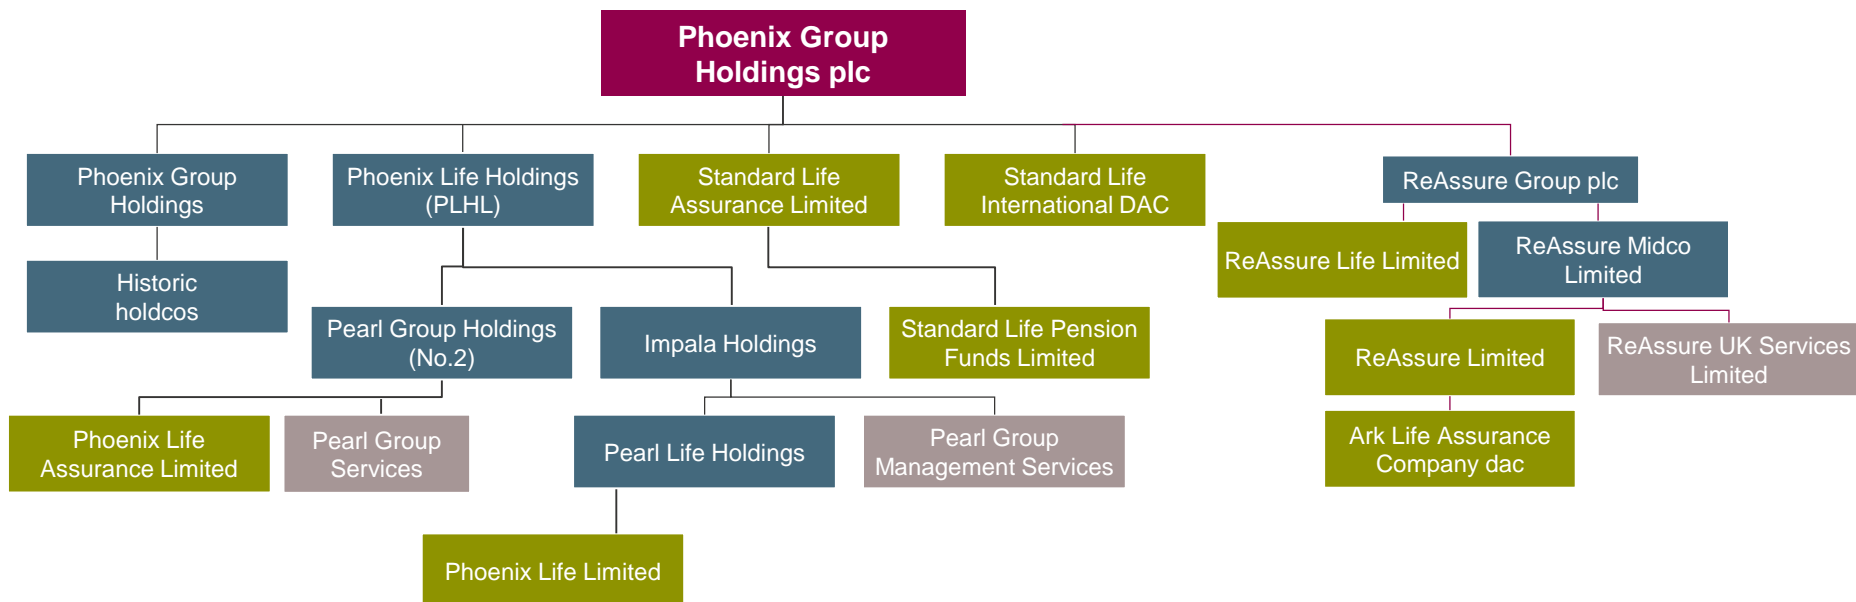 Phoenix Group
Holdings plc
Phoenix Group
Holdings
Phoenix Life Holdings
(PLHL)
Standard Life
Assurance Limited
Standard Life
International DAC
ReAssure Group plc
Historic
holdcos
ReAssure Life Limited
ReAssure Midco
Limited
Pearl Group Holdings
(No.2)
Impala Holdings
Standard Life Pension
Funds Limited
ReAssure Limited
ReAssure UK Services
Limited
Phoenix Life
Assurance Limited
Pearl Group
Services
Pearl Life Holdings
Pearl Group
Management Services
Ark Life Assurance
Company dac
Phoenix Life Limited